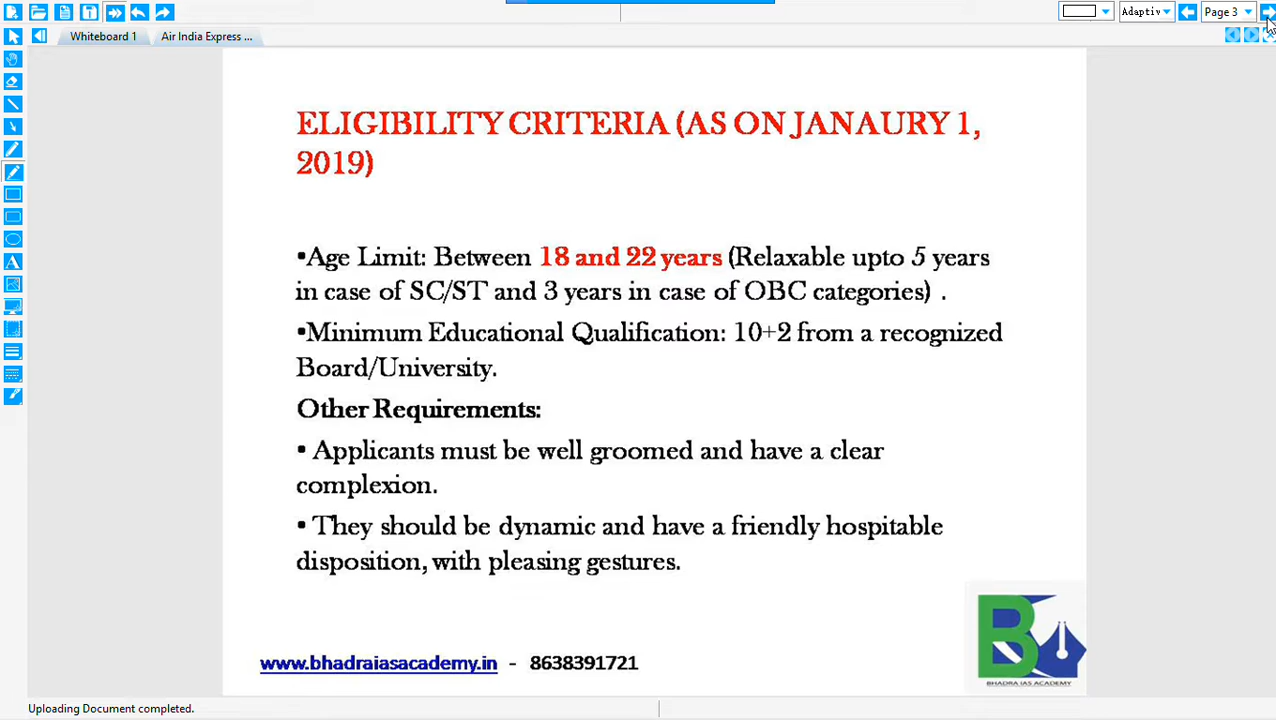 Adaptiv
Page 3
Whiteboard 1
Air India Express ...
ELIGIBILITY CRITERIA (AS ON JANAURY 1,
2019)
•Age Limit: Between 18 and 22 years (Relaxable upto 5 years
in case of SC/ST and 3 years in case of OBC categories) .
•Minimum Educational Qualification: 10+2 from a recognized
Board/University.
Other Requirements:
• Applicants must be well groomed and have a clear
complexion.
• They should be dynamic and have a friendly hospitable
disposition, with pleasing gestures.
www.bhadraiasacademy.in - 8638391721
B
BHADRA IAS ACADEMY
Uploading Document completed.